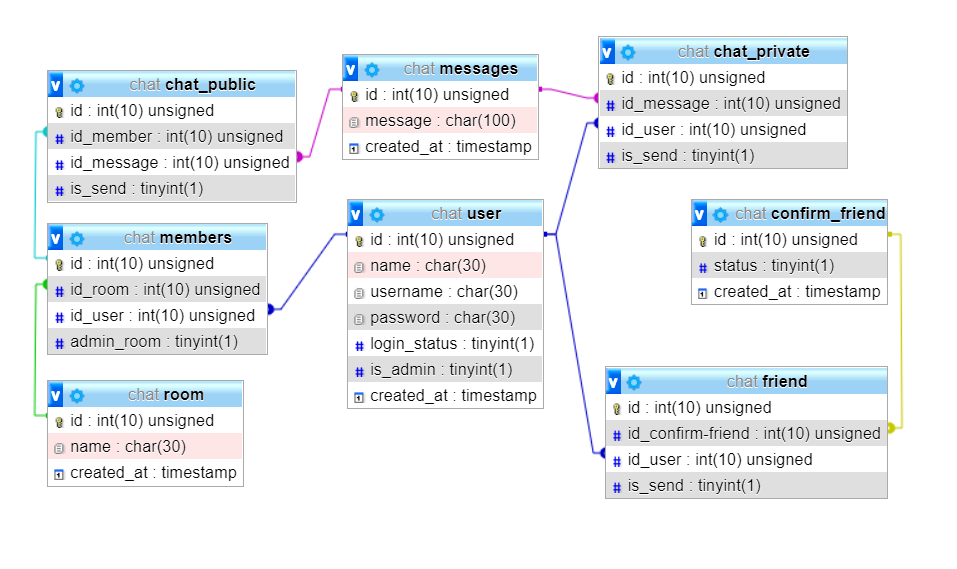 v chat chat_public
id : int(10) unsigned
# id_member : int(10) unsigned
# id_message : int(10) unsigned
# is_send : tinyint(1)
v chat messages
id : int(10) unsigned
message : char(100)
1 created_at : timestamp
v chat chat_private
id : int(10) unsigned
# id_message : int(10) unsigned
# id_user : int(10) unsigned
# is_send : tinyint(1)
v chat members
id : int(10) unsigned
# id_room : int(10) unsigned
# id_user : int(10) unsigned
# admin_room : tinyint(1)
v chat user
id : int(10) unsigned
name : char(30)
username : char(30)
password : char(30)
# login_status : tinyint(1)
# is_admin : tinyint(1)
1 created_at : timestamp
v chat confirm_friend
id : int(10) unsigned
# status : tinyint(1)
1 created_at : timestamp
v chat room
id : int(10) unsigned
name : char(30)
1 created_at : timestamp
v chat friend
id : int(10) unsigned
# id_confirm-friend : int(10) unsigned
# id_user : int(10) unsigned
# is_send : tinyint(1)